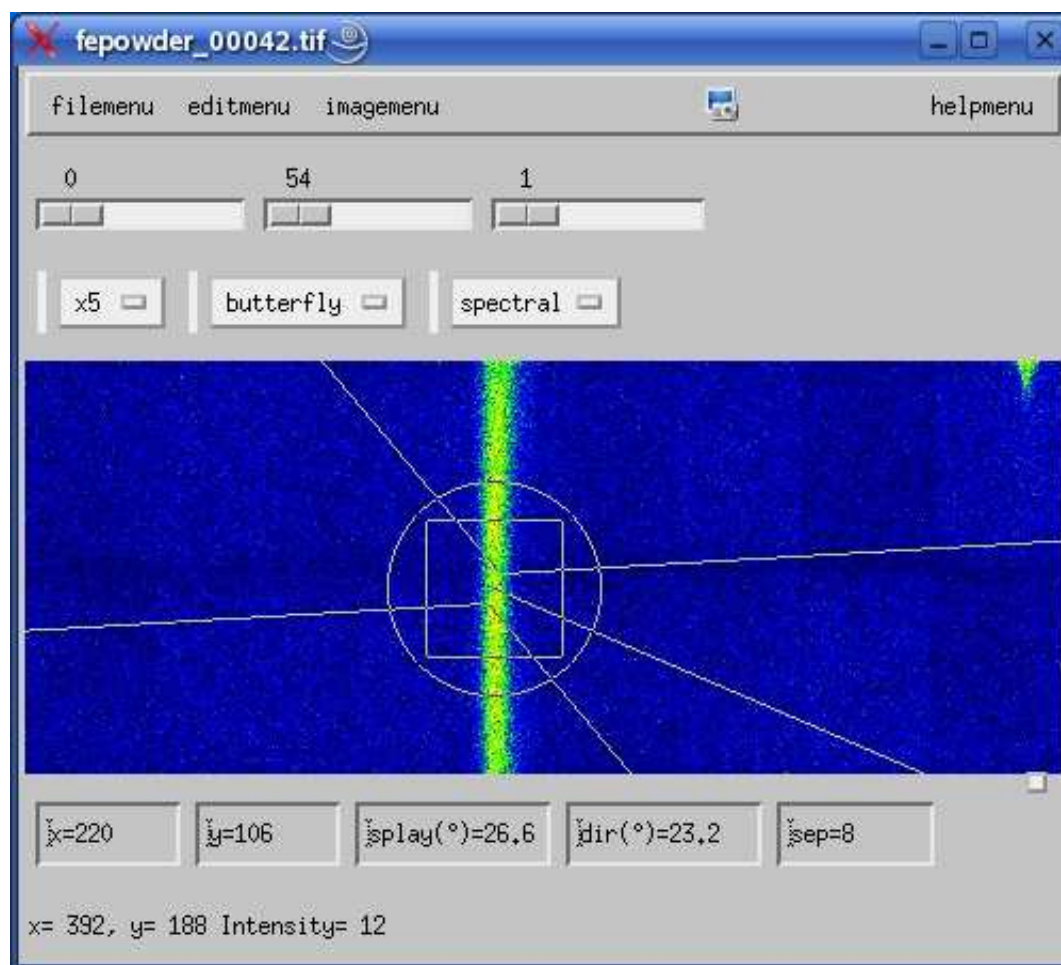 fepowder_00042.tif
filemenu editmenu imagemenu helpmenu
0 54 1
x5 butterfly spectral
x=220 y=106 splay(°)=26.6 dir(°)=23.2 sep=8
x= 392, y= 188 Intensity= 12